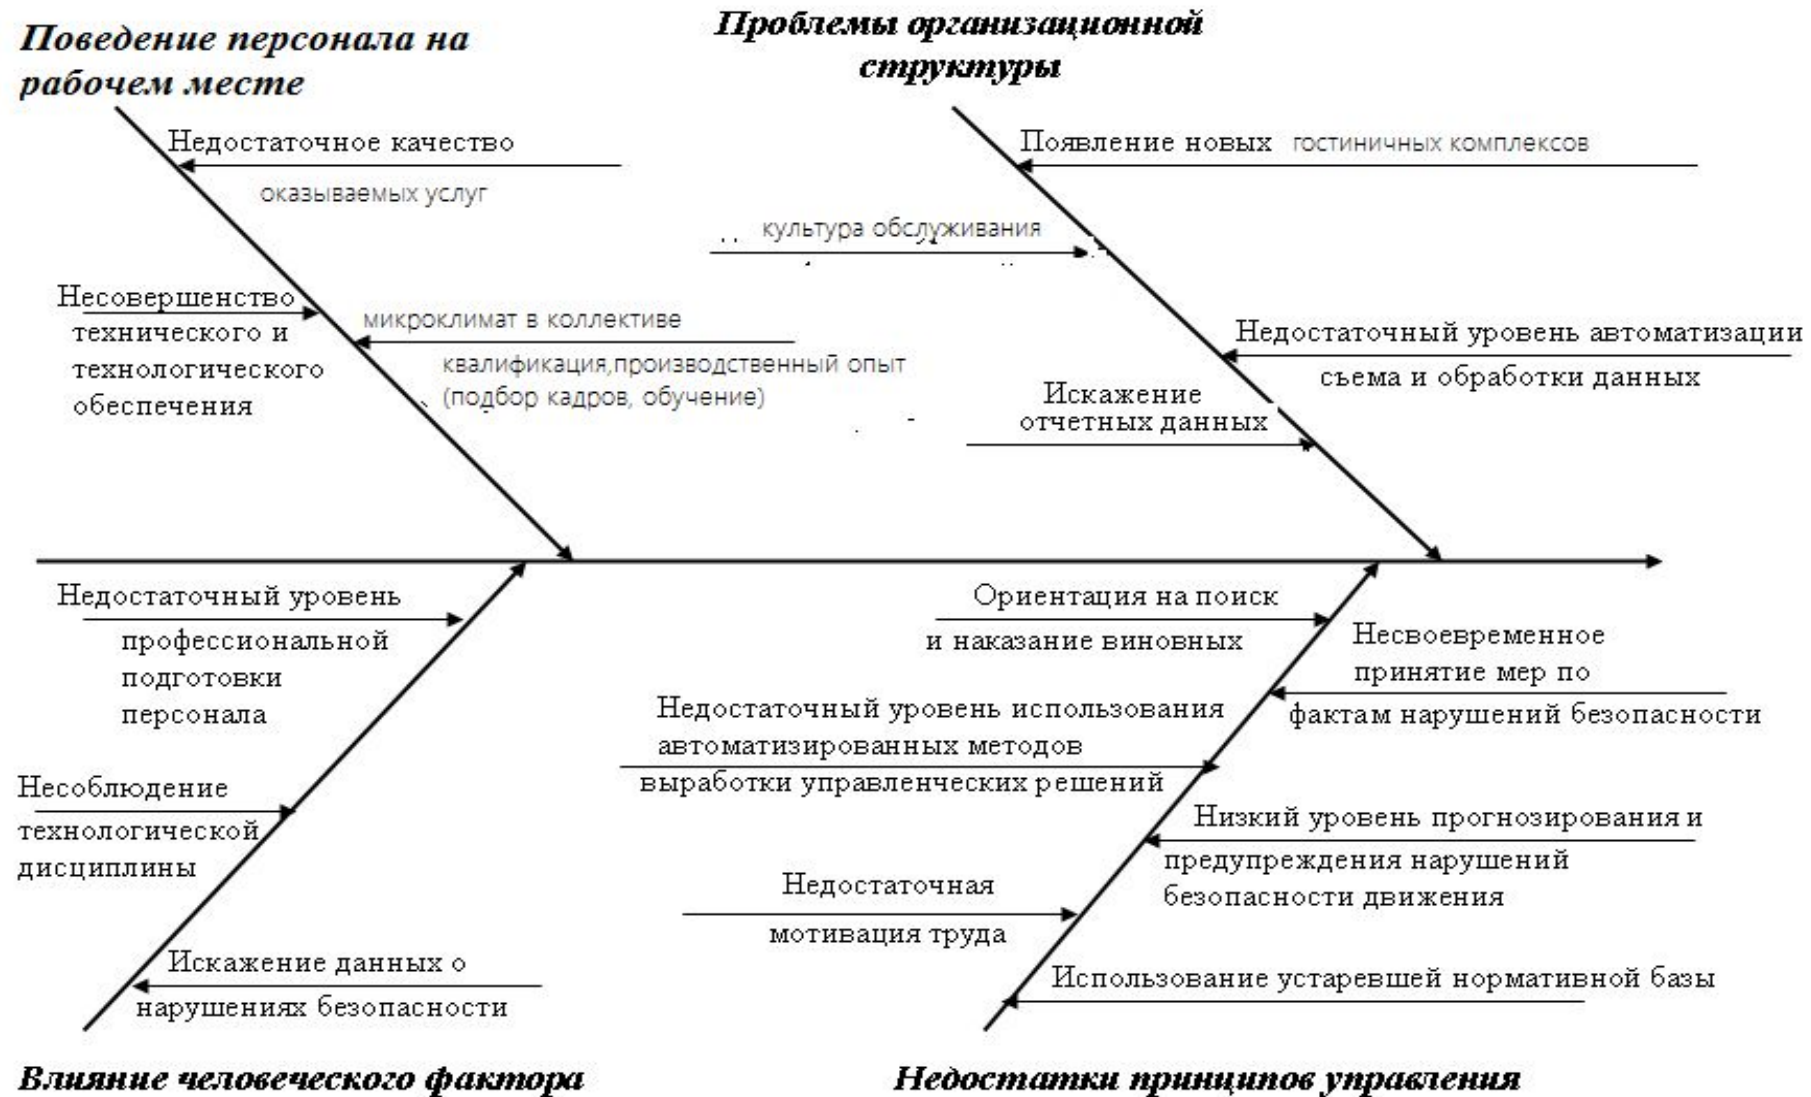 Поведение персонала на
рабочем месте
Недостаточное качество
оказываемых услуг
Несовершенство
технического и
технологического
обеспечения
микроклимат в коллективе
квалификация,производственный опыт
(подбор кадров, обучение)
Проблемы организационной
структуры
Появление новых гостиничных комплексов
культура обслуживания
Недостаточный уровень автоматизации
съема и обработки данных
Искажение
отчетных данных
Недостаточный уровень
профессиональной
подготовки
персонала
Несоблюдение
технологической
дисциплины
Искажение данных о
нарушениях безопасности
Влияние человеческого фактора
Ориентация на поиск
и наказание виновных
Несвоевременное
принятие мер по
фактам нарушений безопасности
Недостаточный уровень использования
автоматизированных методов
выработки управленческих решений
Низкий уровень прогнозирования и
предупреждения нарушений
безопасности движения
Недостаточная
мотивация труда
Использование устаревшей нормативной базы
Недостатки принципов управления